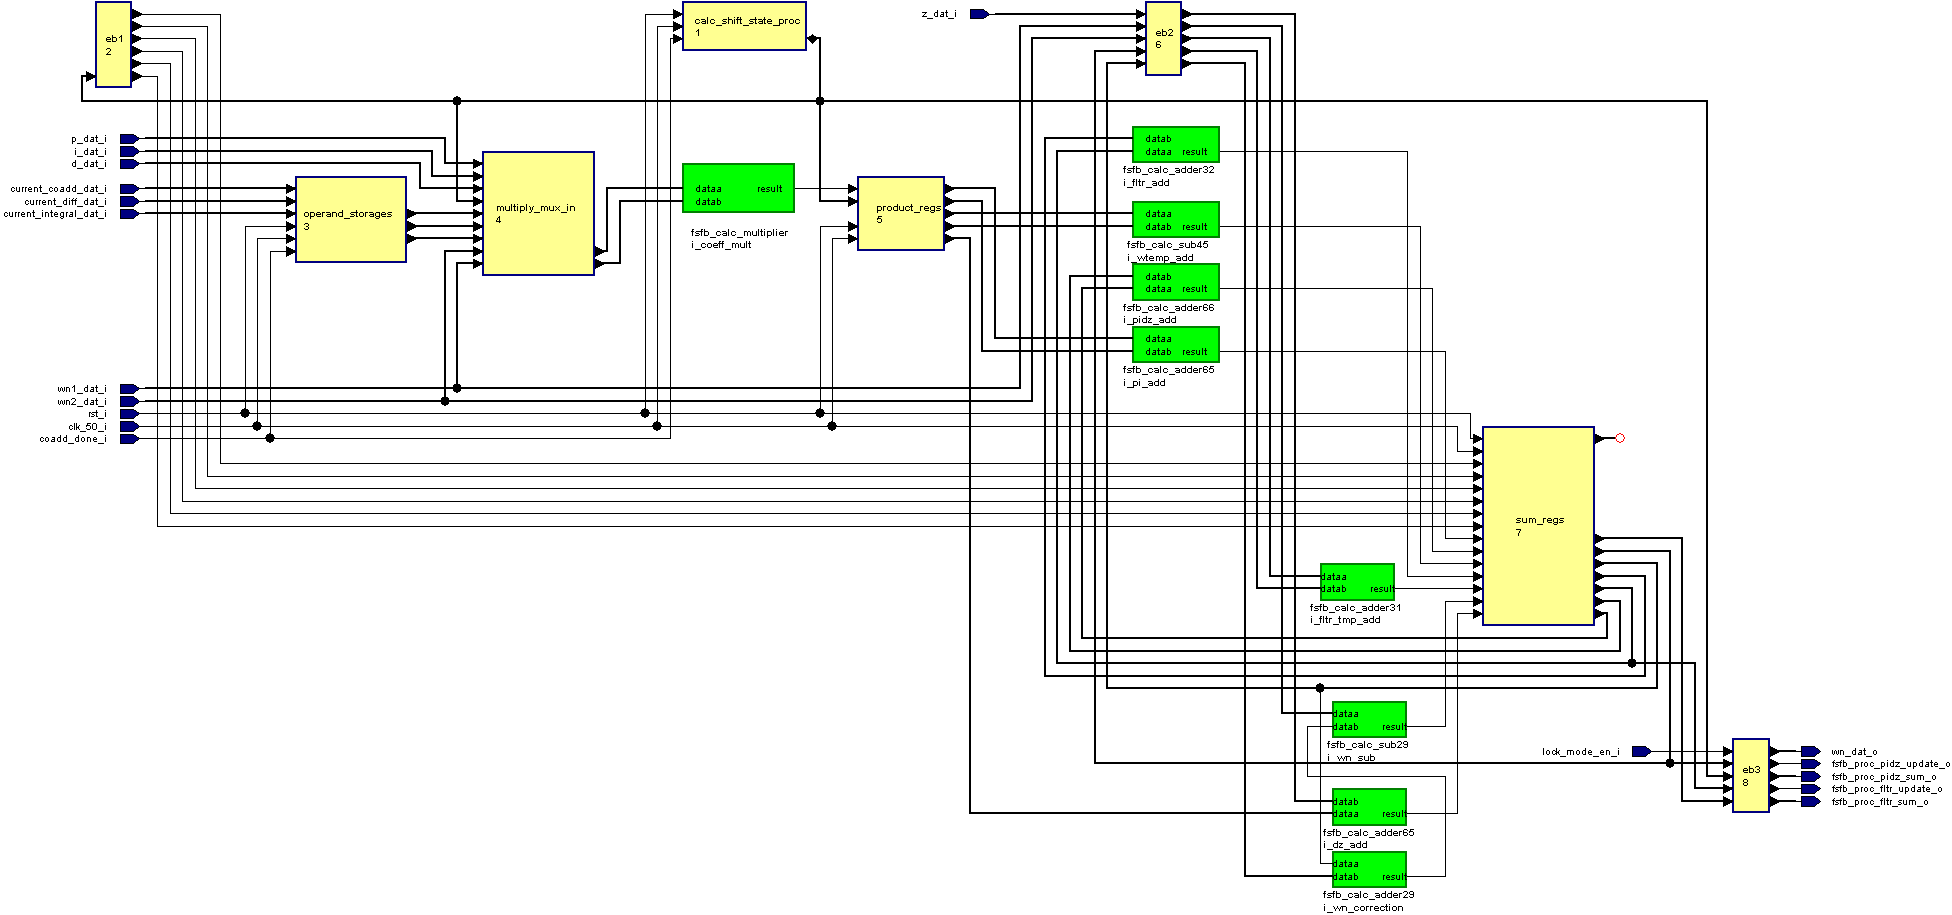 eb1
2
calc_shift_state_proc
1
z_dat_i
eb2
6
p_dat_i
i_dat_i
d_dat_i
current_coadd_dat_i
current_diff_dat_i
current_integral_dat_i
operand_storages
3
multiply_mux_in
4
dataa result
datab
fsfb_calc_multiplier
i_coeff_mult
product_regs
5
datab
dataa result
fsfb_calc_adder32
i_fltr_add
dataa
datab result
fsfb_calc_sub45
i_wtemp_add
datab
dataa result
fsfb_calc_adder66
i_pidz_add
dataa
datab result
fsfb_calc_adder65
i_pi_add
wn1_dat_i
wn2_dat_i
rst_i
clk_50_i
coadd_done_i
sum_regs
7
dataa
datab result
fsfb_calc_adder31
i_fltr_tmp_add
dataa
datab result
fsfb_calc_sub29
i_wn_sub
datab
dataa result
fsfb_calc_adder65
i_dz_add
dataa
datab result
fsfb_calc_adder29
i_wn_correction
lock_mode_en_i
eb3
8
wn_dat_o
fsfb_proc_pidz_update_o
fsfb_proc_pidz_sum_o
fsfb_proc_fltr_update_o
fsfb_proc_fltr_sum_o